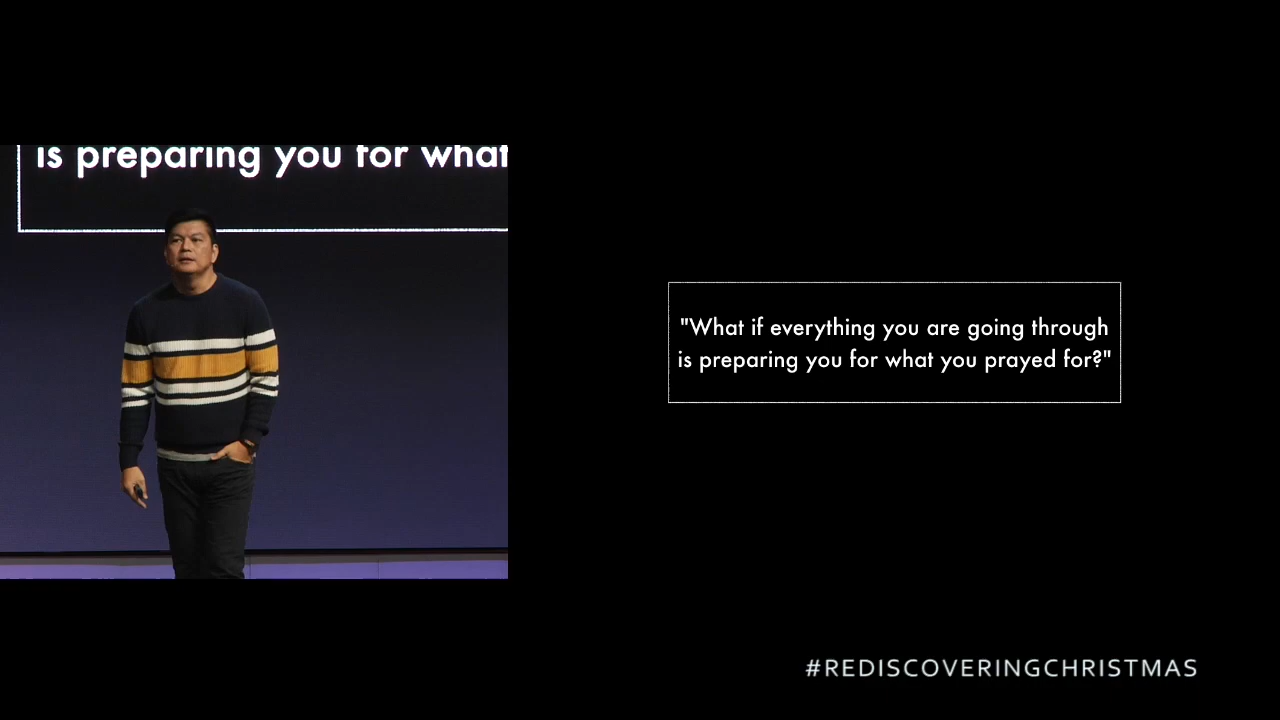 is preparing you for what
"What if everything you are going through
is preparing you for what you prayed for?"
#REDISCOVERINGCHRISTMAS